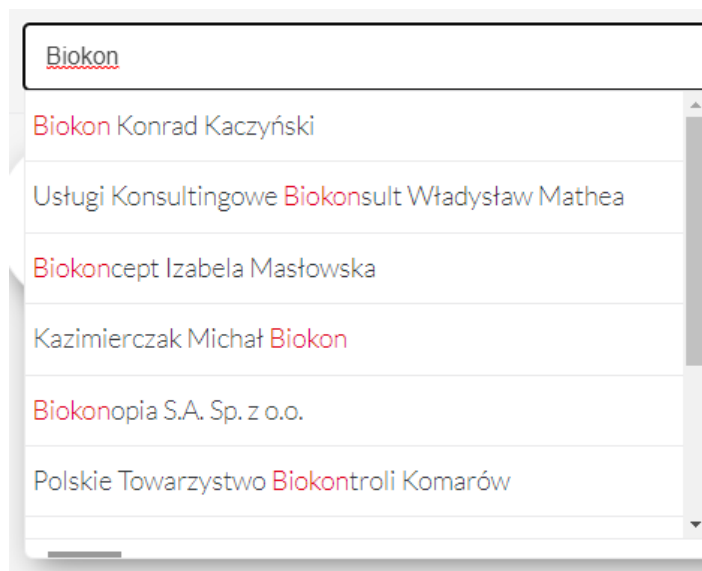 Biokon
Biokon Konrad Kaczyński
Usługi Konsultingowe Biokonsult Władysław Mathea
Biokoncept Izabela Masłowska
Kazimierczak Michał Biokon
Biokonopia S.A. Sp. z o.o.
Polskie Towarzystwo Biokontroli Komarów